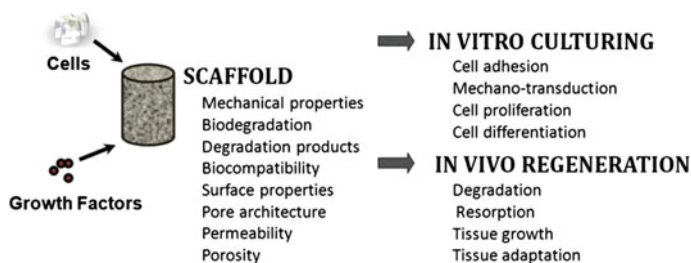 Cells
Growth Factors
SCAFFOLD
Mechanical properties
Biodegradation
Degradation products
Biocompatibility
Surface properties
Pore architecture
Permeability
Porosity
IN VITRO CULTURING
Cell adhesion
Mechano-transduction
Cell proliferation
Cell differentiation
IN VIVO REGENERATION
Degradation
Resorption
Tissue growth
Tissue adaptation